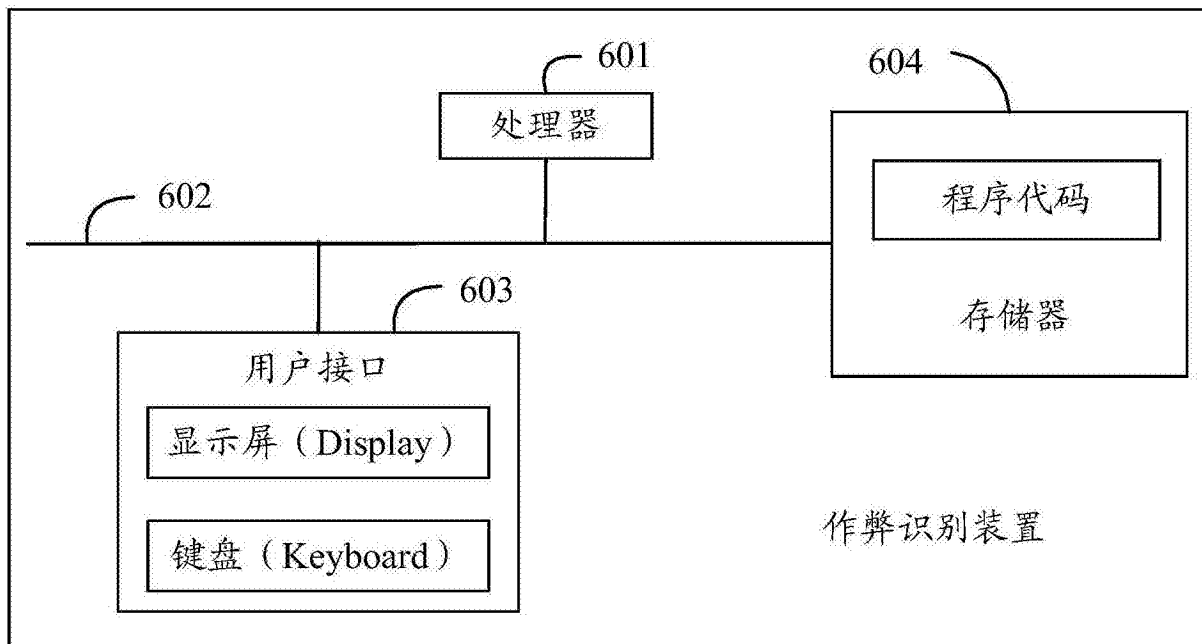 601
处理器
604
程序代码
存储器
602
603
用户接口
显示屏（Display）
键盘（Keyboard）
作弊识别装置